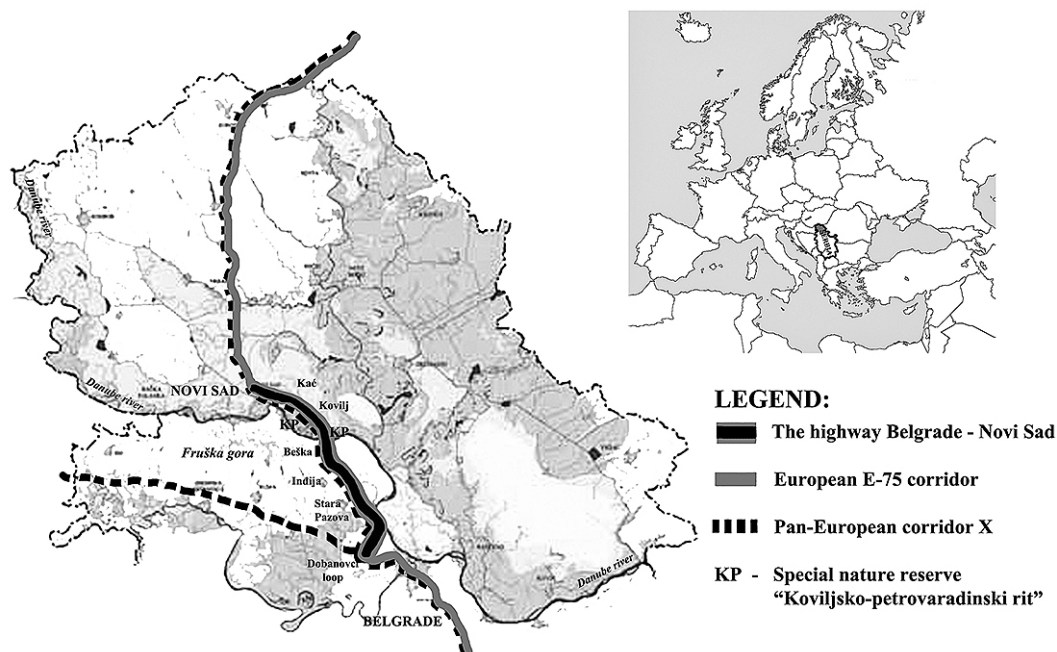 Danube river
NOVI SAD
Danube river
Kać
Kovilj
KP
KP
Beška
Fruška gora
Inđija
Stara
Pazova
Dobanovci
loop
BELGRADE
Danube river
LEGEND:
The highway Belgrade - Novi Sad
European E-75 corridor
Pan-European corridor X
KP - Special nature reserve
“Koviljsko-petrovaradinski rit”